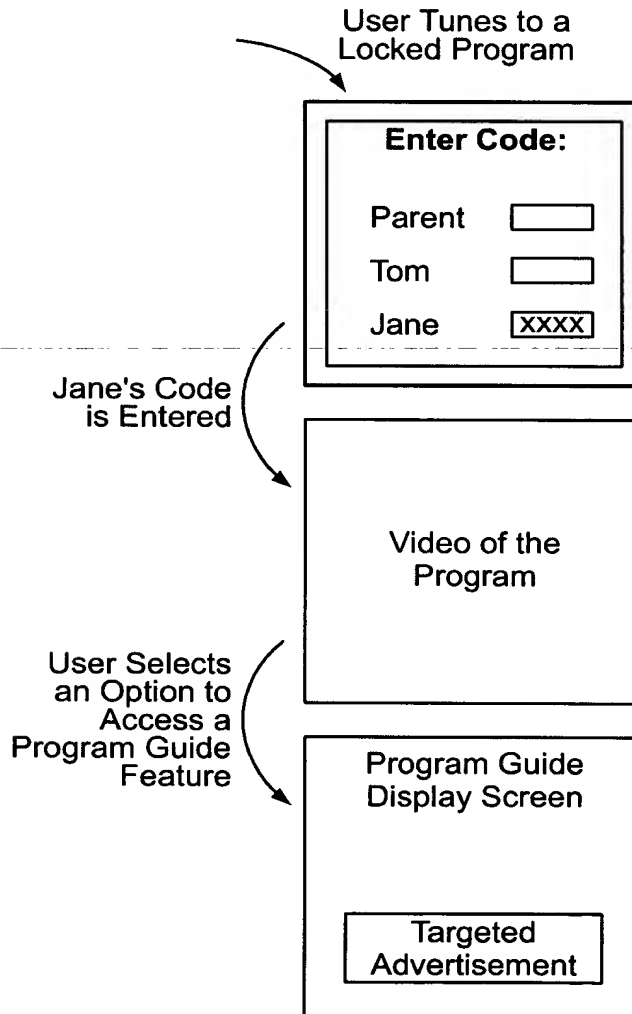 User Tunes to a
Locked Program
Enter Code:
Parent
Tom
Jane XXXX
Jane's Code
is Entered
Video of the
Program
User Selects
an Option to
Access a
Program Guide
Feature
Program Guide
Display Screen
Targeted
Advertisement